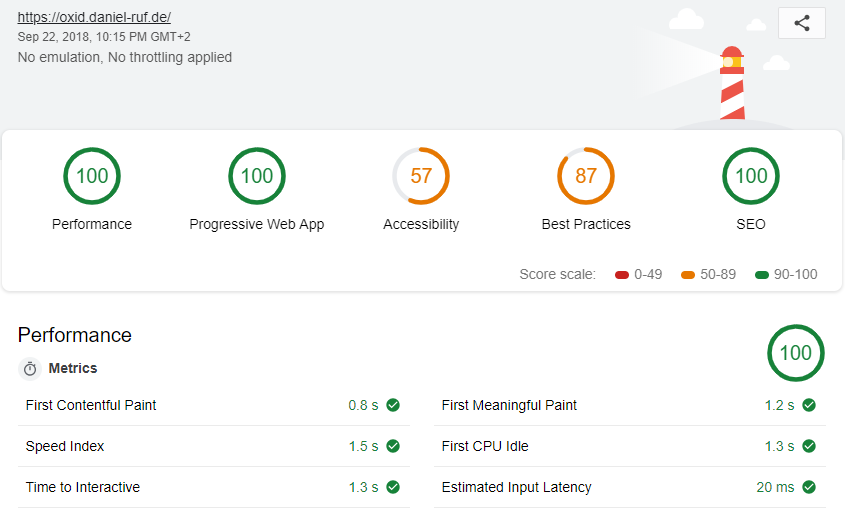 https://oxid.daniel-ruf.de/
Sep 22, 2018, 10:15 PM GMT+2
No emulation, No throttling applied
100 100 57 87 100
Performance Progressive Web App Accessibility Best Practices SEO
Score scale: 0-49 50-89 90-100
Performance
100
Metrics
First Contentful Paint 0.8 s First Meaningful Paint 1.2 s
Speed Index 1.5 s First CPU Idle 1.3 s
Time to Interactive 1.3 s Estimated Input Latency 20 ms